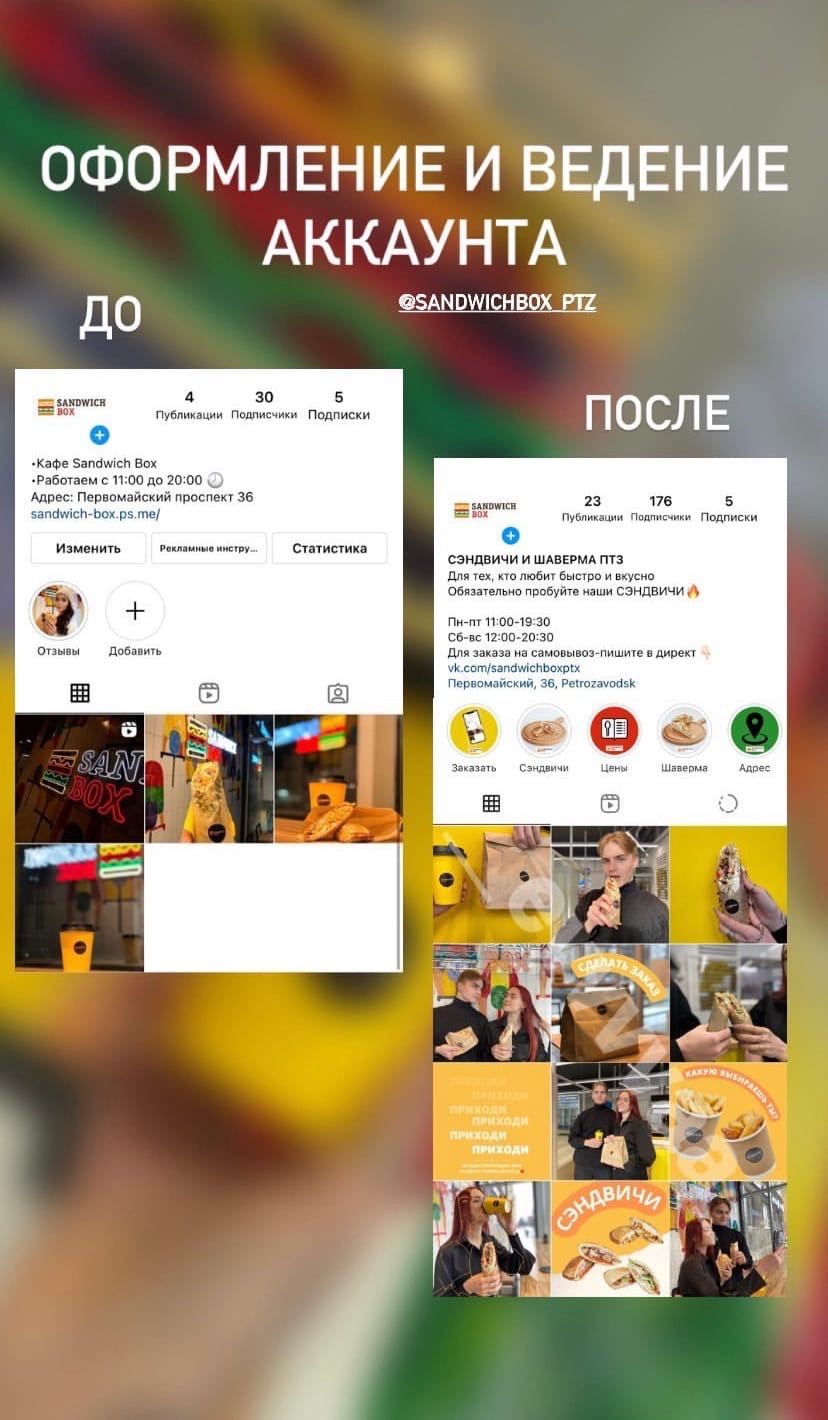 ОФОРМЛЕНИЕ И ВЕДЕНИЕ
АККАУНТА
@SANDWICHBOX_PTZ
ДО
SANDWICH
BOX
4
Публикации
30
Подписчики
5
Подписки
•Кафе Sandwich Box
•Работаем с 11:00 до 20:00 🕗
Адрес: Первомайский проспект 36
sandwich-box.ps.me/
Изменить
Рекламные инстру...
Статистика
Отзывы
Добавить
SAN
BOX
ПОСЛЕ
SANDWICH
BOX
23
Публикации
176
Подписчики
5
Подписки
СЭНДВИЧИ И ШАВЕРМА ПТЗ
Для тех, кто любит быстро и вкусно
Обязательно пробуйте наши СЭНДВИЧИ🔥
Пн-пт 11:00-19:30
Сб-вс 12:00-20:30
Для заказа на самовывоз-пишите в директ 👇🏻
vk.com/sandwichboxptx
Первомайский, 36, Petrozavodsk
Заказать
Сэндвичи
Цены
Шаверма
Адрес
СДЕЛАТЬ ЗАКАЗ
ПРИХОДИ
ПРИХОДИ
ПРИХОДИ
ПРИХОДИ
ПРИХОДИ
ПРИХОДИ
КАКУЮ ВЫБИРАЕШЬ ТЫ?
СЭНДВИЧИ